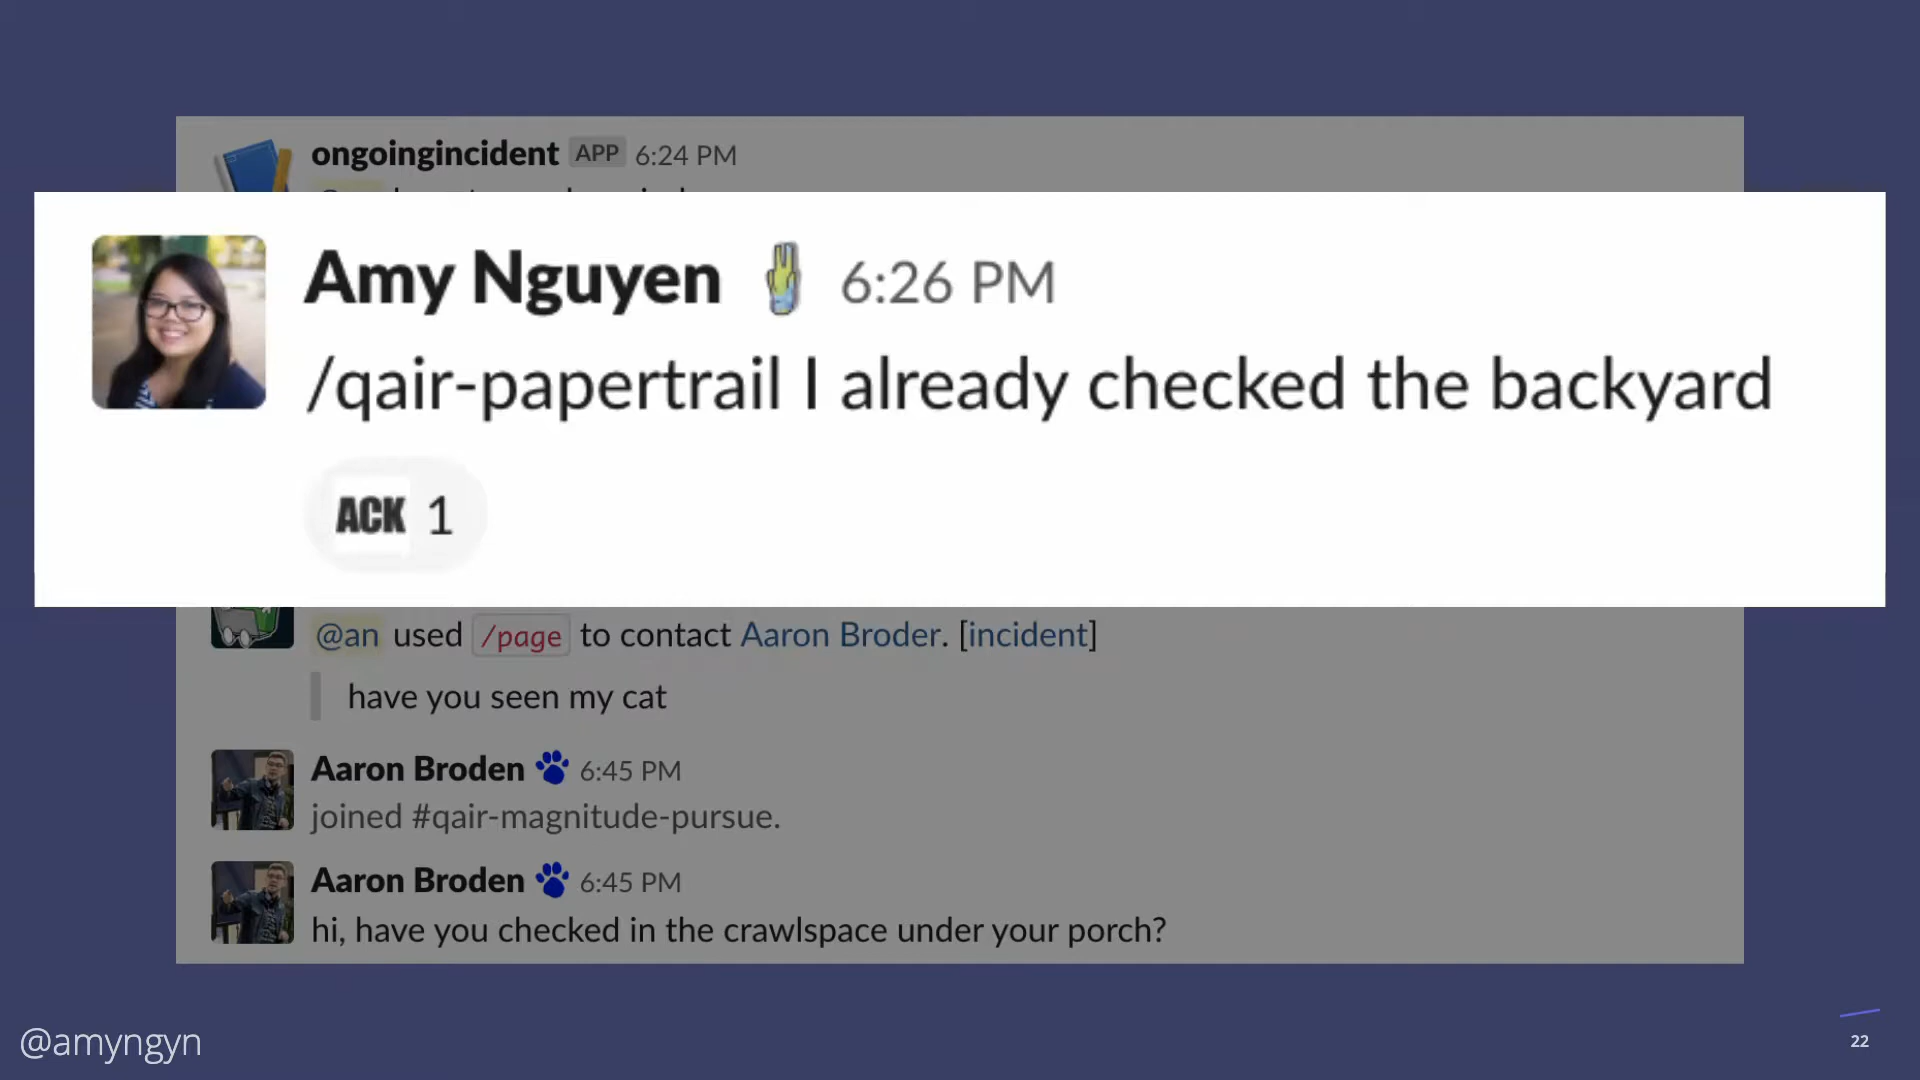 ongoingincident APP 6:24 PM
Amy Nguyen 6:26 PM
/qair-papertrail I already checked the backyard
ACK 1
@an used /page to contact Aaron Broder. [incident]
have you seen my cat
Aaron Broden 6:45 PM
joined #qair-magnitude-pursue.
Aaron Broden 6:45 PM
hi, have you checked in the crawlspace under your porch?
@amyngyn
22